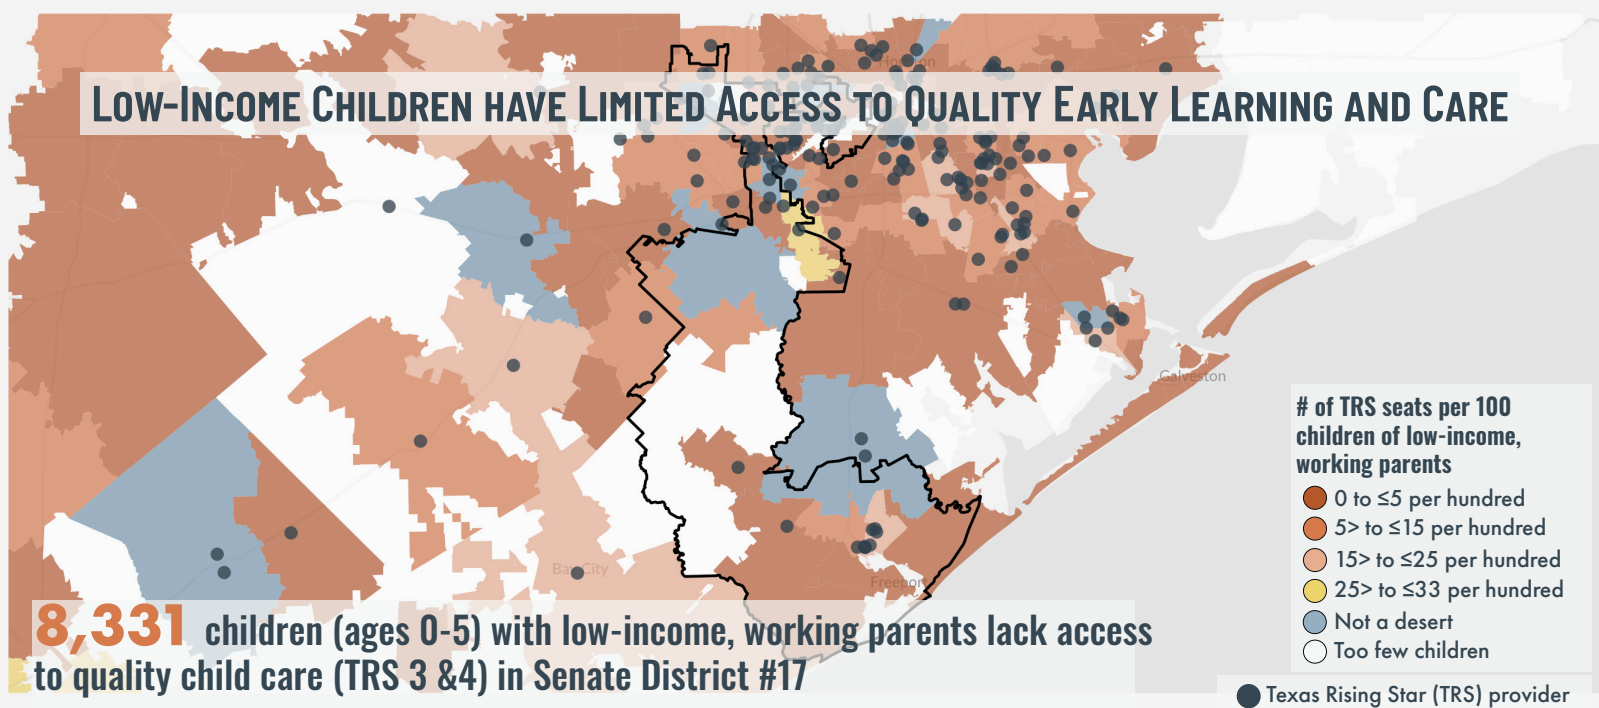 Houston
LOW-INCOME CHILDREN HAVE LIMITED ACCESS TO QUALITY EARLY LEARNING AND CARE
Galveston
# of TRS seats per 100
children of low-income,
working parents
0 to ≤5 per hundred
5> to ≤15 per hundred
15> to ≤25 per hundred
25> to ≤33 per hundred
Not a desert
Too few children
Bay City
Freeport
8,331 children (ages 0-5) with low-income, working parents lack access
to quality child care (TRS 3 &4) in Senate District #17
Texas Rising Star (TRS) provider